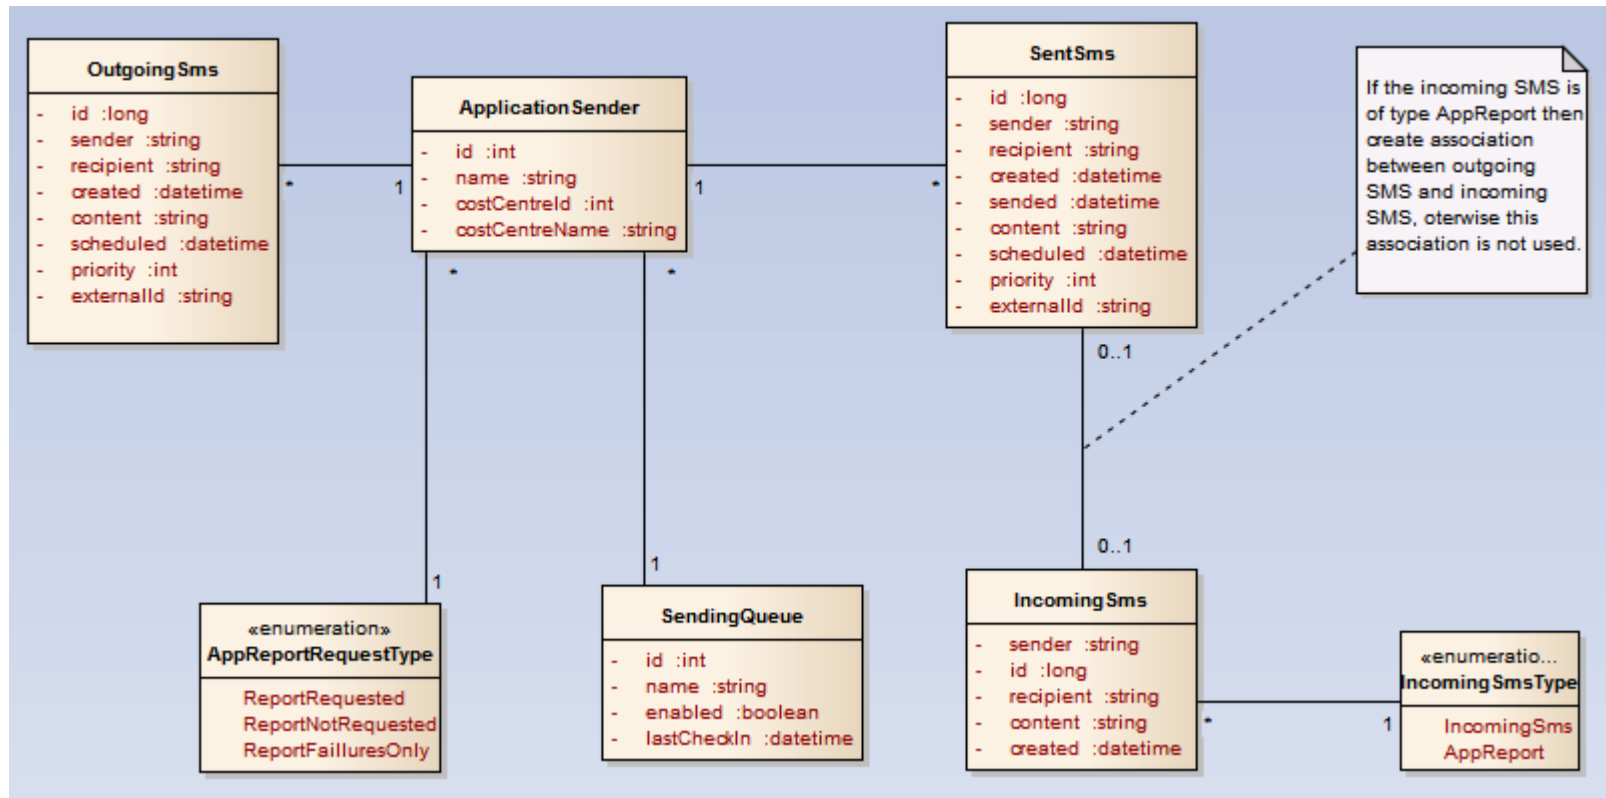 OutgoingSms
- id :long
- sender :string
- recipient :string
- created :datetime
- content :string
- scheduled :datetime
- priority :int
- externalId :string
* 1
ApplicationSender
- id :int
- name :string
- costCentreId :int
- costCentreName :string
1 *
SentSms
- id :long
- sender :string
- recipient :string
- created :datetime
- sended :datetime
- content :string
- scheduled :datetime
- priority :int
- externalId :string
If the incoming SMS is
of type AppReport then
create association
between outgoing
SMS and incoming
SMS, oterwise this
association is not used.
*
1
*
1
0..1
0..1
«enumeration»
AppReportRequestType
ReportRequested
ReportNotRequested
ReportFailluresOnly
SendingQueue
- id :int
- name :string
- enabled :boolean
- lastCheckIn :datetime
IncomingSms
- sender :string
- id :long
- recipient :string
- content :string
- created :datetime
* 1
«enumeratio...
IncomingSmsType
IncomingSms
AppReport